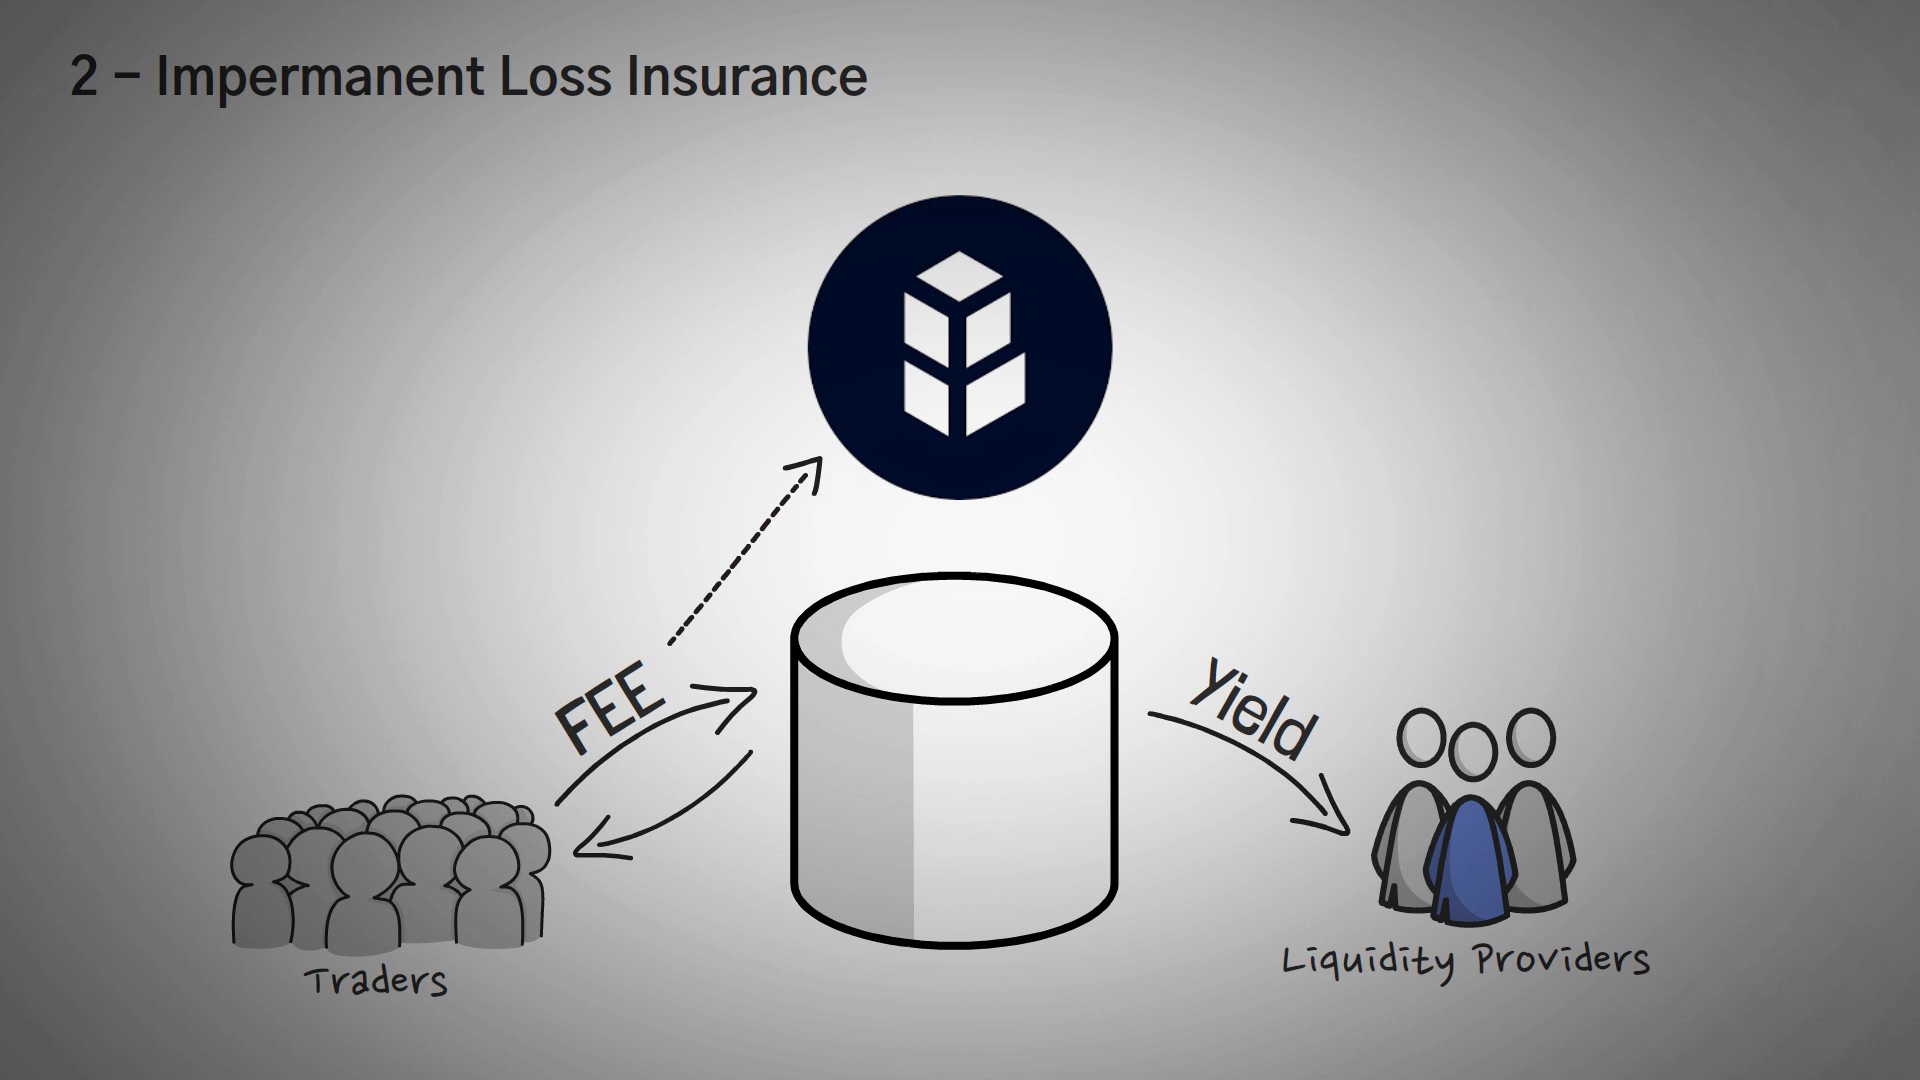 2 – Impermanent Loss Insurance
FEE
Yield
Traders
Liquidity Providers